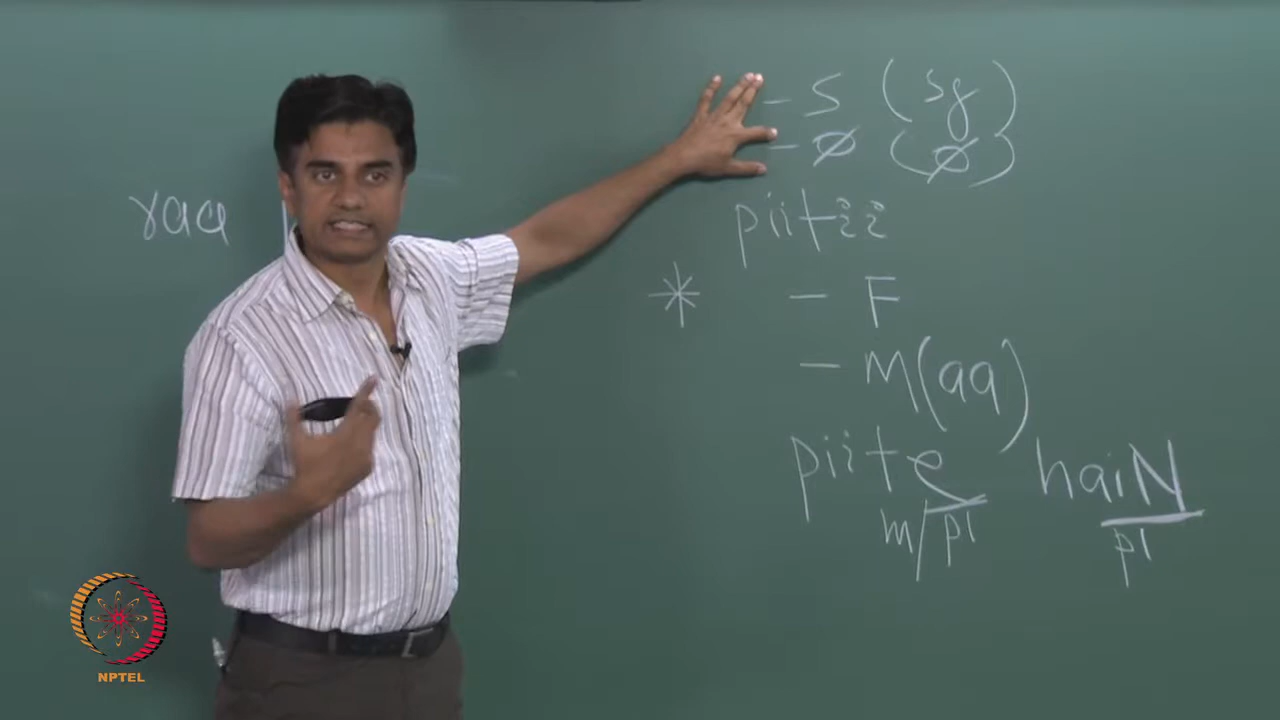 - s (sg)
- ∅ (∅)
piitii
raa
* - F
- M(aa)
piite haiN
m/pl pl
NPTEL